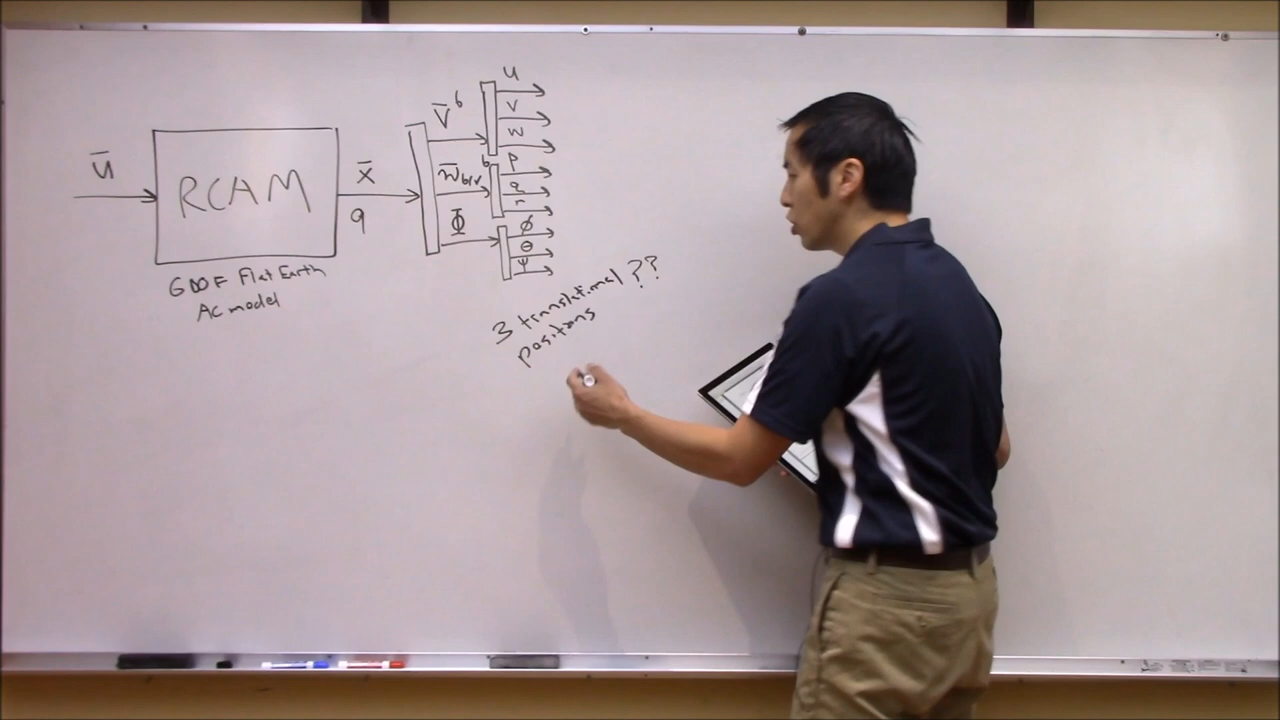 ū
RCAM
x̄
9
6DOF Flat Earth
Ac model
V̄ᵇ
ω̄b/e ᵇ
Φ̄
u
v
w
p
q
r
φ
θ
ψ
3 translational ??
positions